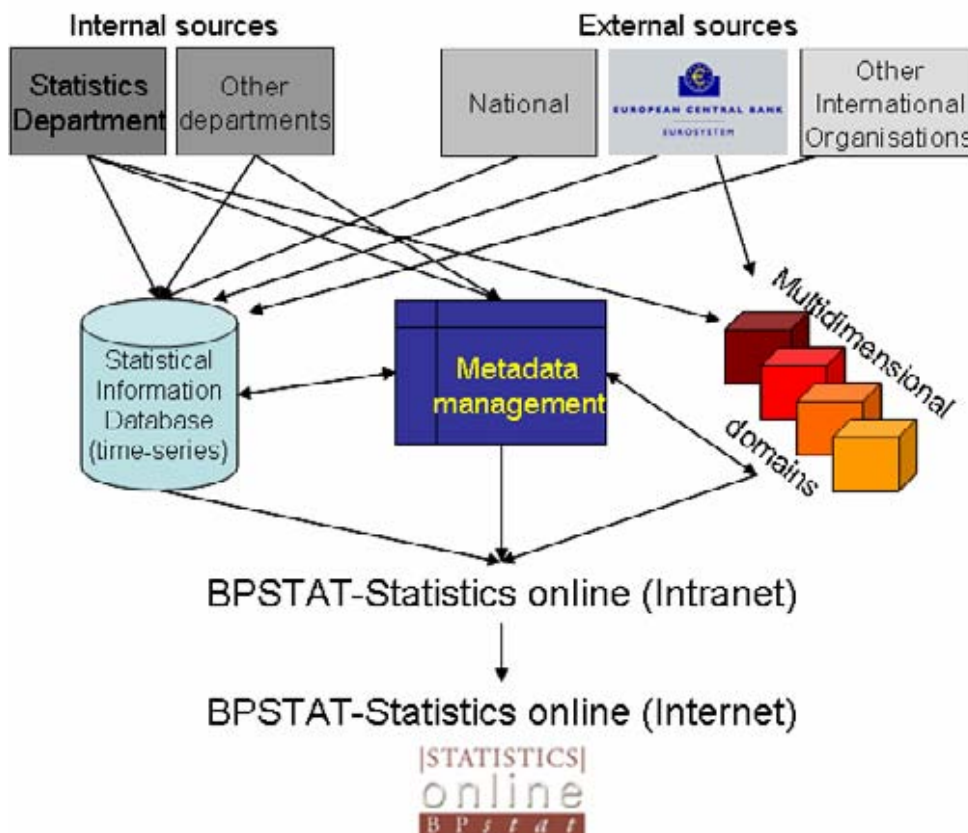 Internal sources
External sources
Statistics
Department
Other
departments
National
EUROPEAN CENTRAL BANK
EUROSYSTEM
Other
International
Organisations
Statistical
Information
Database
(time-series)
Metadata
management
Multidimensional
domains
BPSTAT-Statistics online (Intranet)
BPSTAT-Statistics online (Internet)
|STATISTICS|
online
BPstat